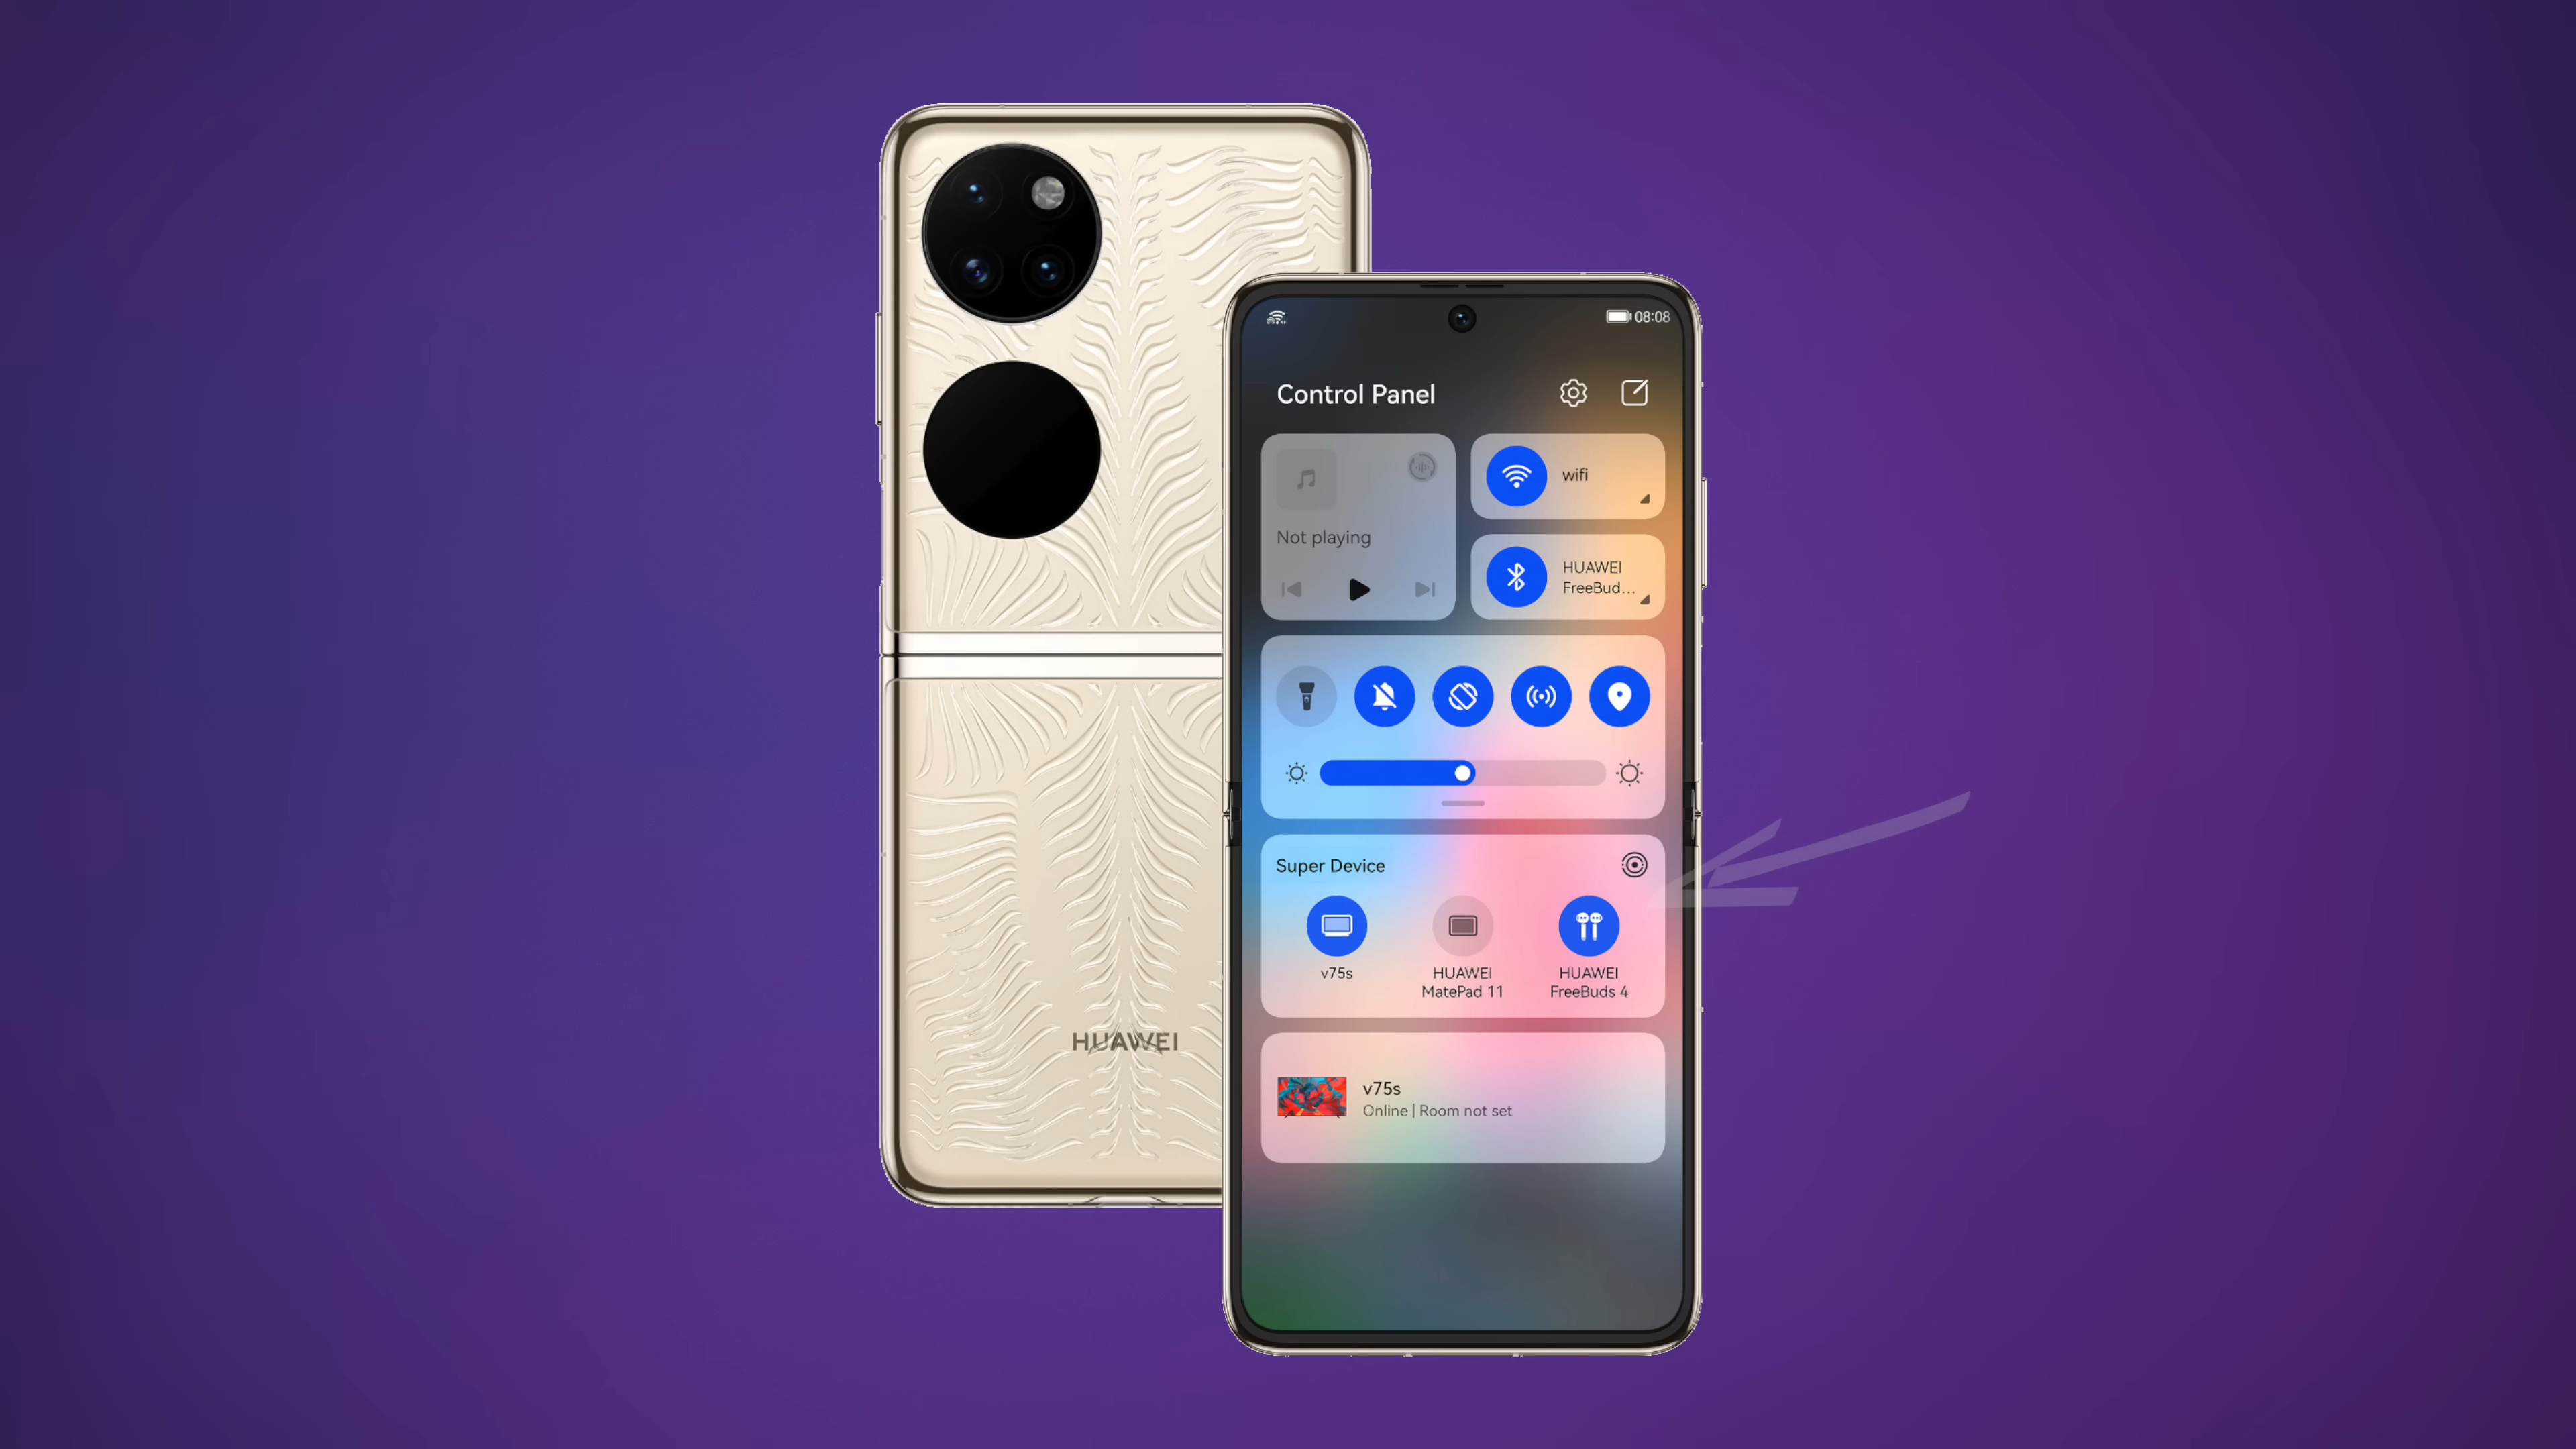 08:08
Control Panel
wifi
Not playing
HUAWEI
FreeBud...
Super Device
v75s
HUAWEI
MatePad 11
HUAWEI
FreeBuds 4
HUAWEI
v75s
Online | Room not set